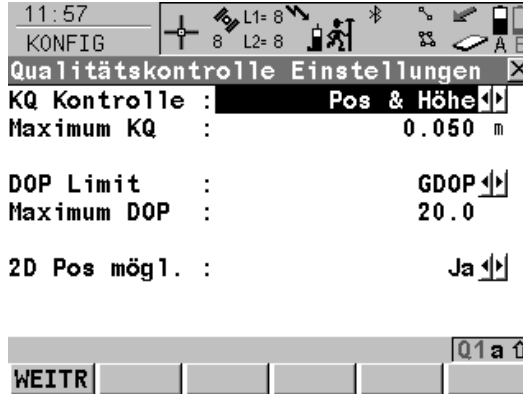 11:57
KONFIG
8 L1= 8
L2= 8
A
Qualitätskontrolle Einstellungen X
KQ Kontrolle : Pos & Höhe
Maximum KQ : 0.050 m
DOP Limit : GDOP
Maximum DOP : 20.0
2D Pos mögl. : Ja
Q1 a
WEITR